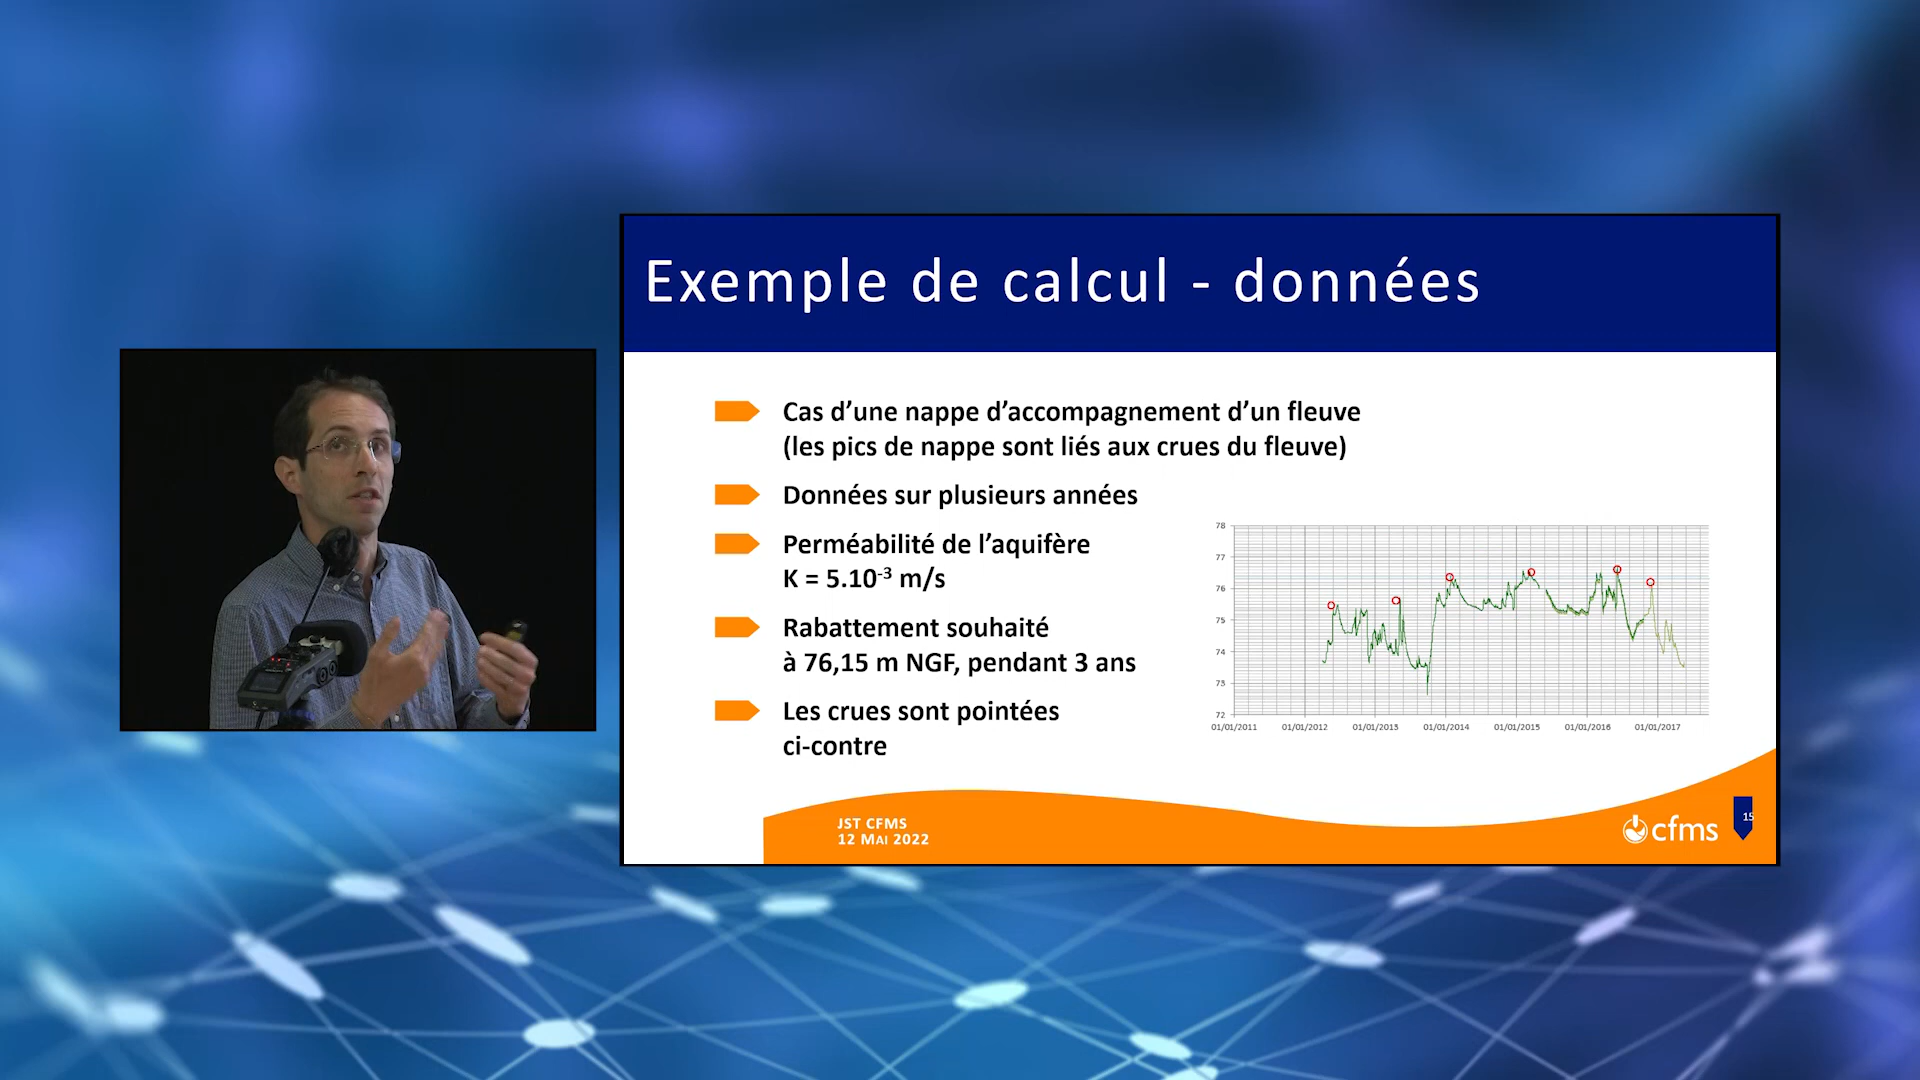 Exemple de calcul - données
Cas d’une nappe d’accompagnement d’un fleuve
(les pics de nappe sont liés aux crues du fleuve)
Données sur plusieurs années
Perméabilité de l’aquifère
K = 5.10⁻³ m/s
Rabattement souhaité
à 76,15 m NGF, pendant 3 ans
Les crues sont pointées
ci-contre
78
77
76
75
74
73
72
01/01/2011 01/01/2012 01/01/2013 01/01/2014 01/01/2015 01/01/2016 01/01/2017
JST CFMS
12 MAI 2022
cfms
15